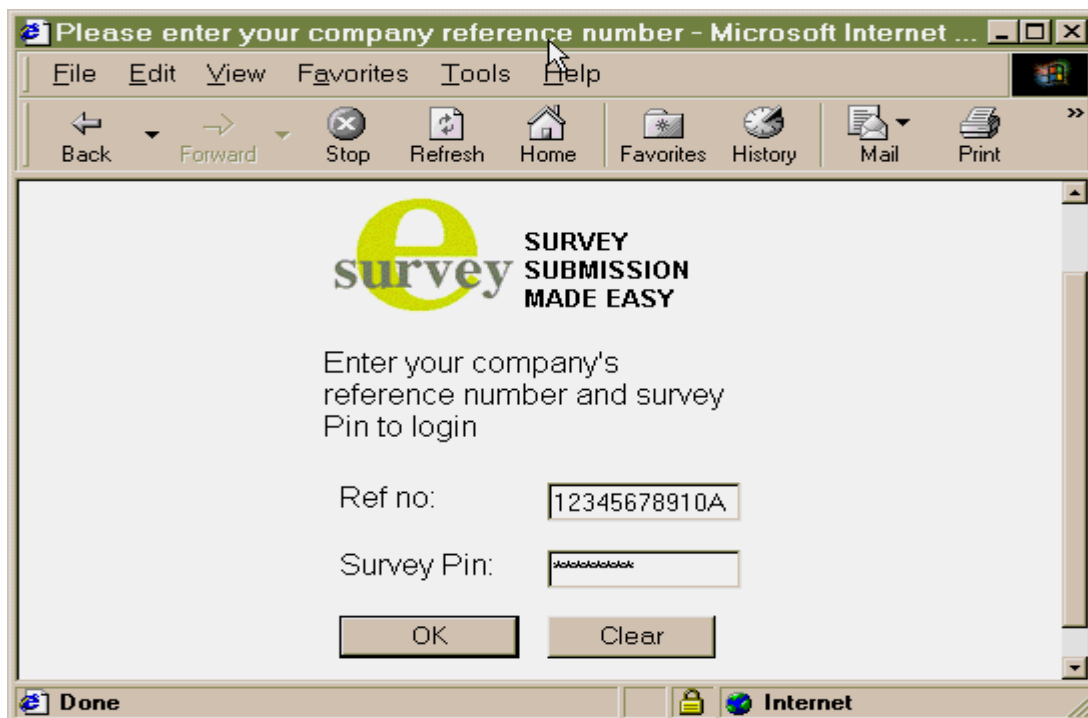 Please enter your company reference number - Microsoft Internet ...
File Edit View Favorites Tools Help
Back Forward Stop Refresh Home Favorites History Mail Print »
e
survey
SURVEY
SUBMISSION
MADE EASY
Enter your company's
reference number and survey
Pin to login
Ref no: 12345678910A
Survey Pin: **********
OK Clear
Done Internet